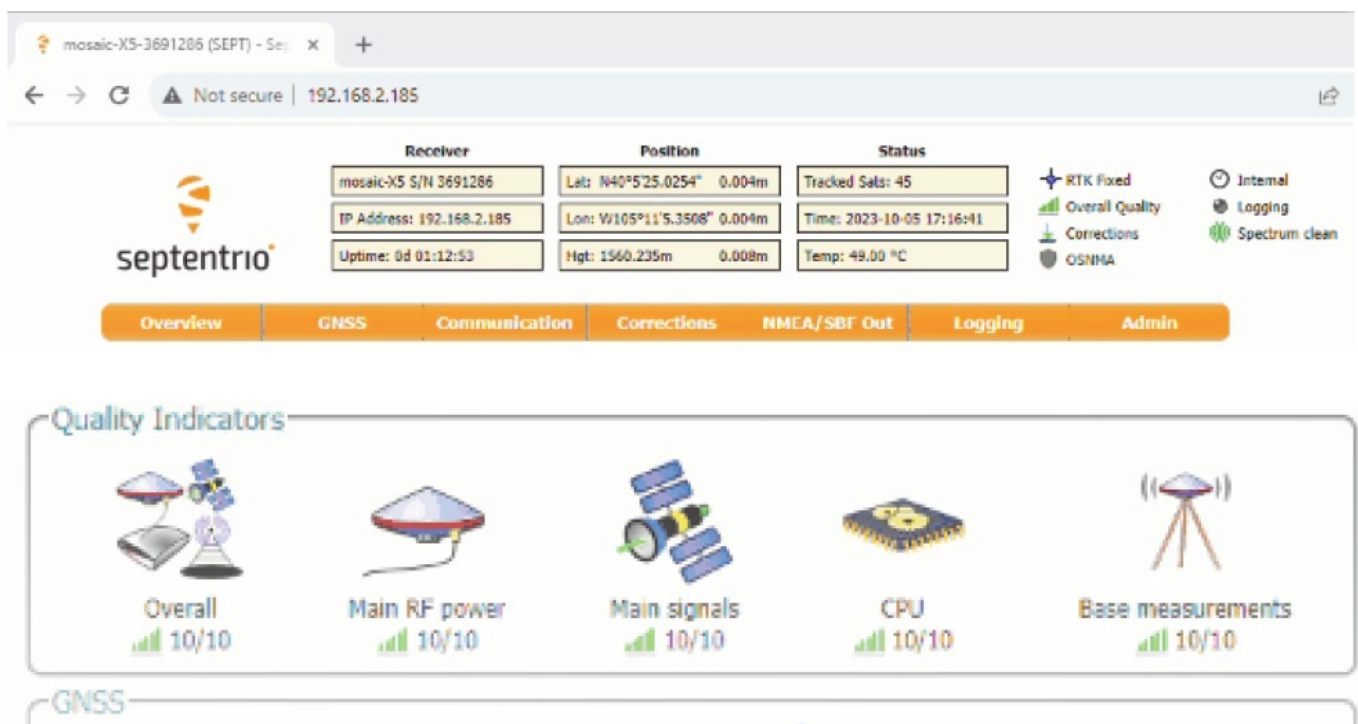 mosaic-X5-3691286 (SEPT) - Sep
Not secure | 192.168.2.185
Receiver
Position
Status
mosaic-X5 S/N 3691286
Lat: N40°5'25.0254" 0.004m
Tracked Sats: 45
RTK Fixed
Internal
IP Address: 192.168.2.185
Lon: W105°11'5.3508" 0.004m
Time: 2023-10-05 17:16:41
Overall Quality
Logging
septentrio
Uptime: 0d 01:12:53
Hgt: 1560.235m 0.008m
Temp: 49.00 °C
Corrections
Spectrum clean
OSNMA
Overview
GNSS
Communication
Corrections
NMEA/SBF Out
Logging
Admin
Quality Indicators
Overall
Main RF power
Main signals
CPU
Base measurements
10/10
10/10
10/10
10/10
10/10
GNSS